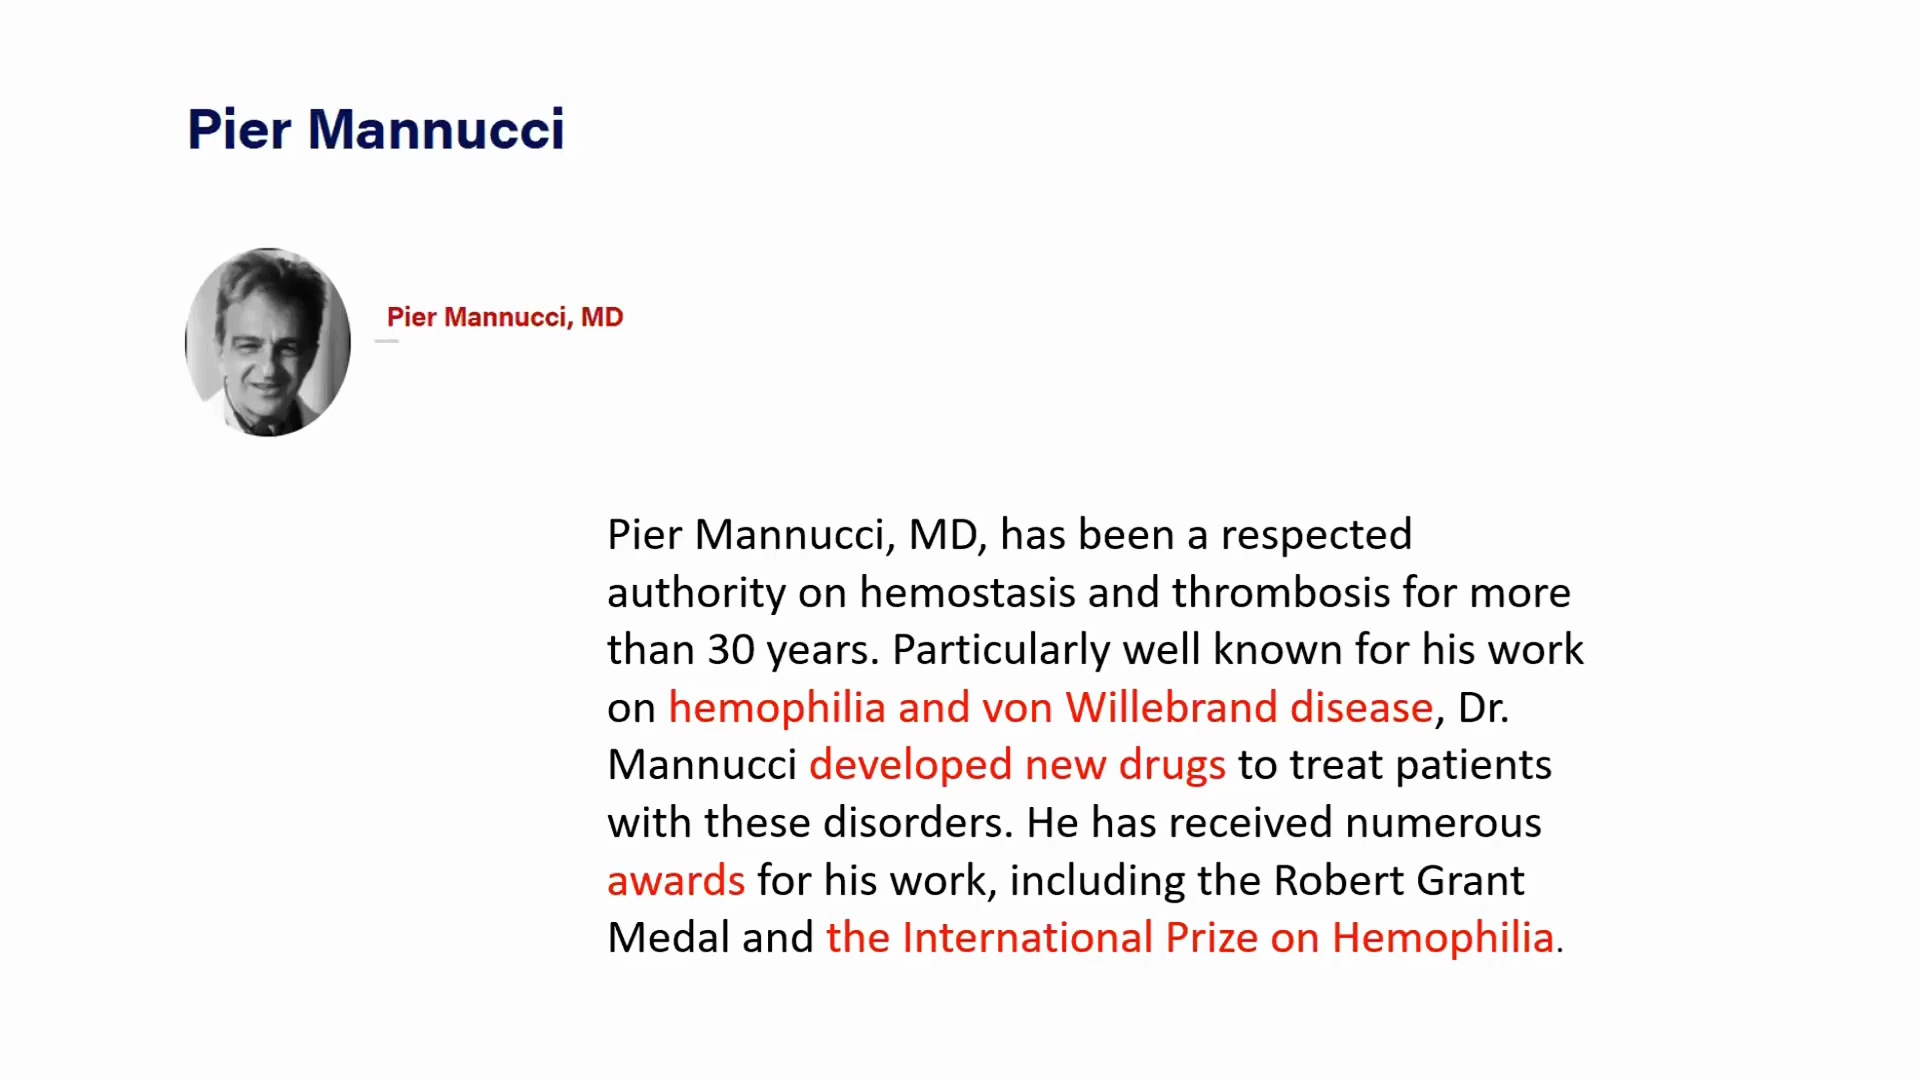 Pier Mannucci
Pier Mannucci, MD
Pier Mannucci, MD, has been a respected
authority on hemostasis and thrombosis for more
than 30 years. Particularly well known for his work
on hemophilia and von Willebrand disease, Dr.
Mannucci developed new drugs to treat patients
with these disorders. He has received numerous
awards for his work, including the Robert Grant
Medal and the International Prize on Hemophilia.